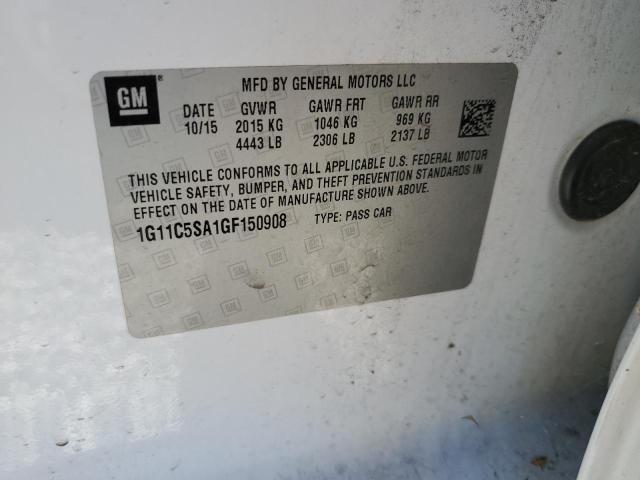 GM
MFD BY GENERAL MOTORS LLC
DATE GVWR GAWR FRT GAWR RR
10/15 2015 KG 1046 KG 969 KG
4443 LB 2306 LB 2137 LB
THIS VEHICLE CONFORMS TO ALL APPLICABLE U.S. FEDERAL MOTOR
VEHICLE SAFETY, BUMPER, AND THEFT PREVENTION STANDARDS IN
EFFECT ON THE DATE OF MANUFACTURE SHOWN ABOVE.
1G11C5SA1GF150908 TYPE: PASS CAR